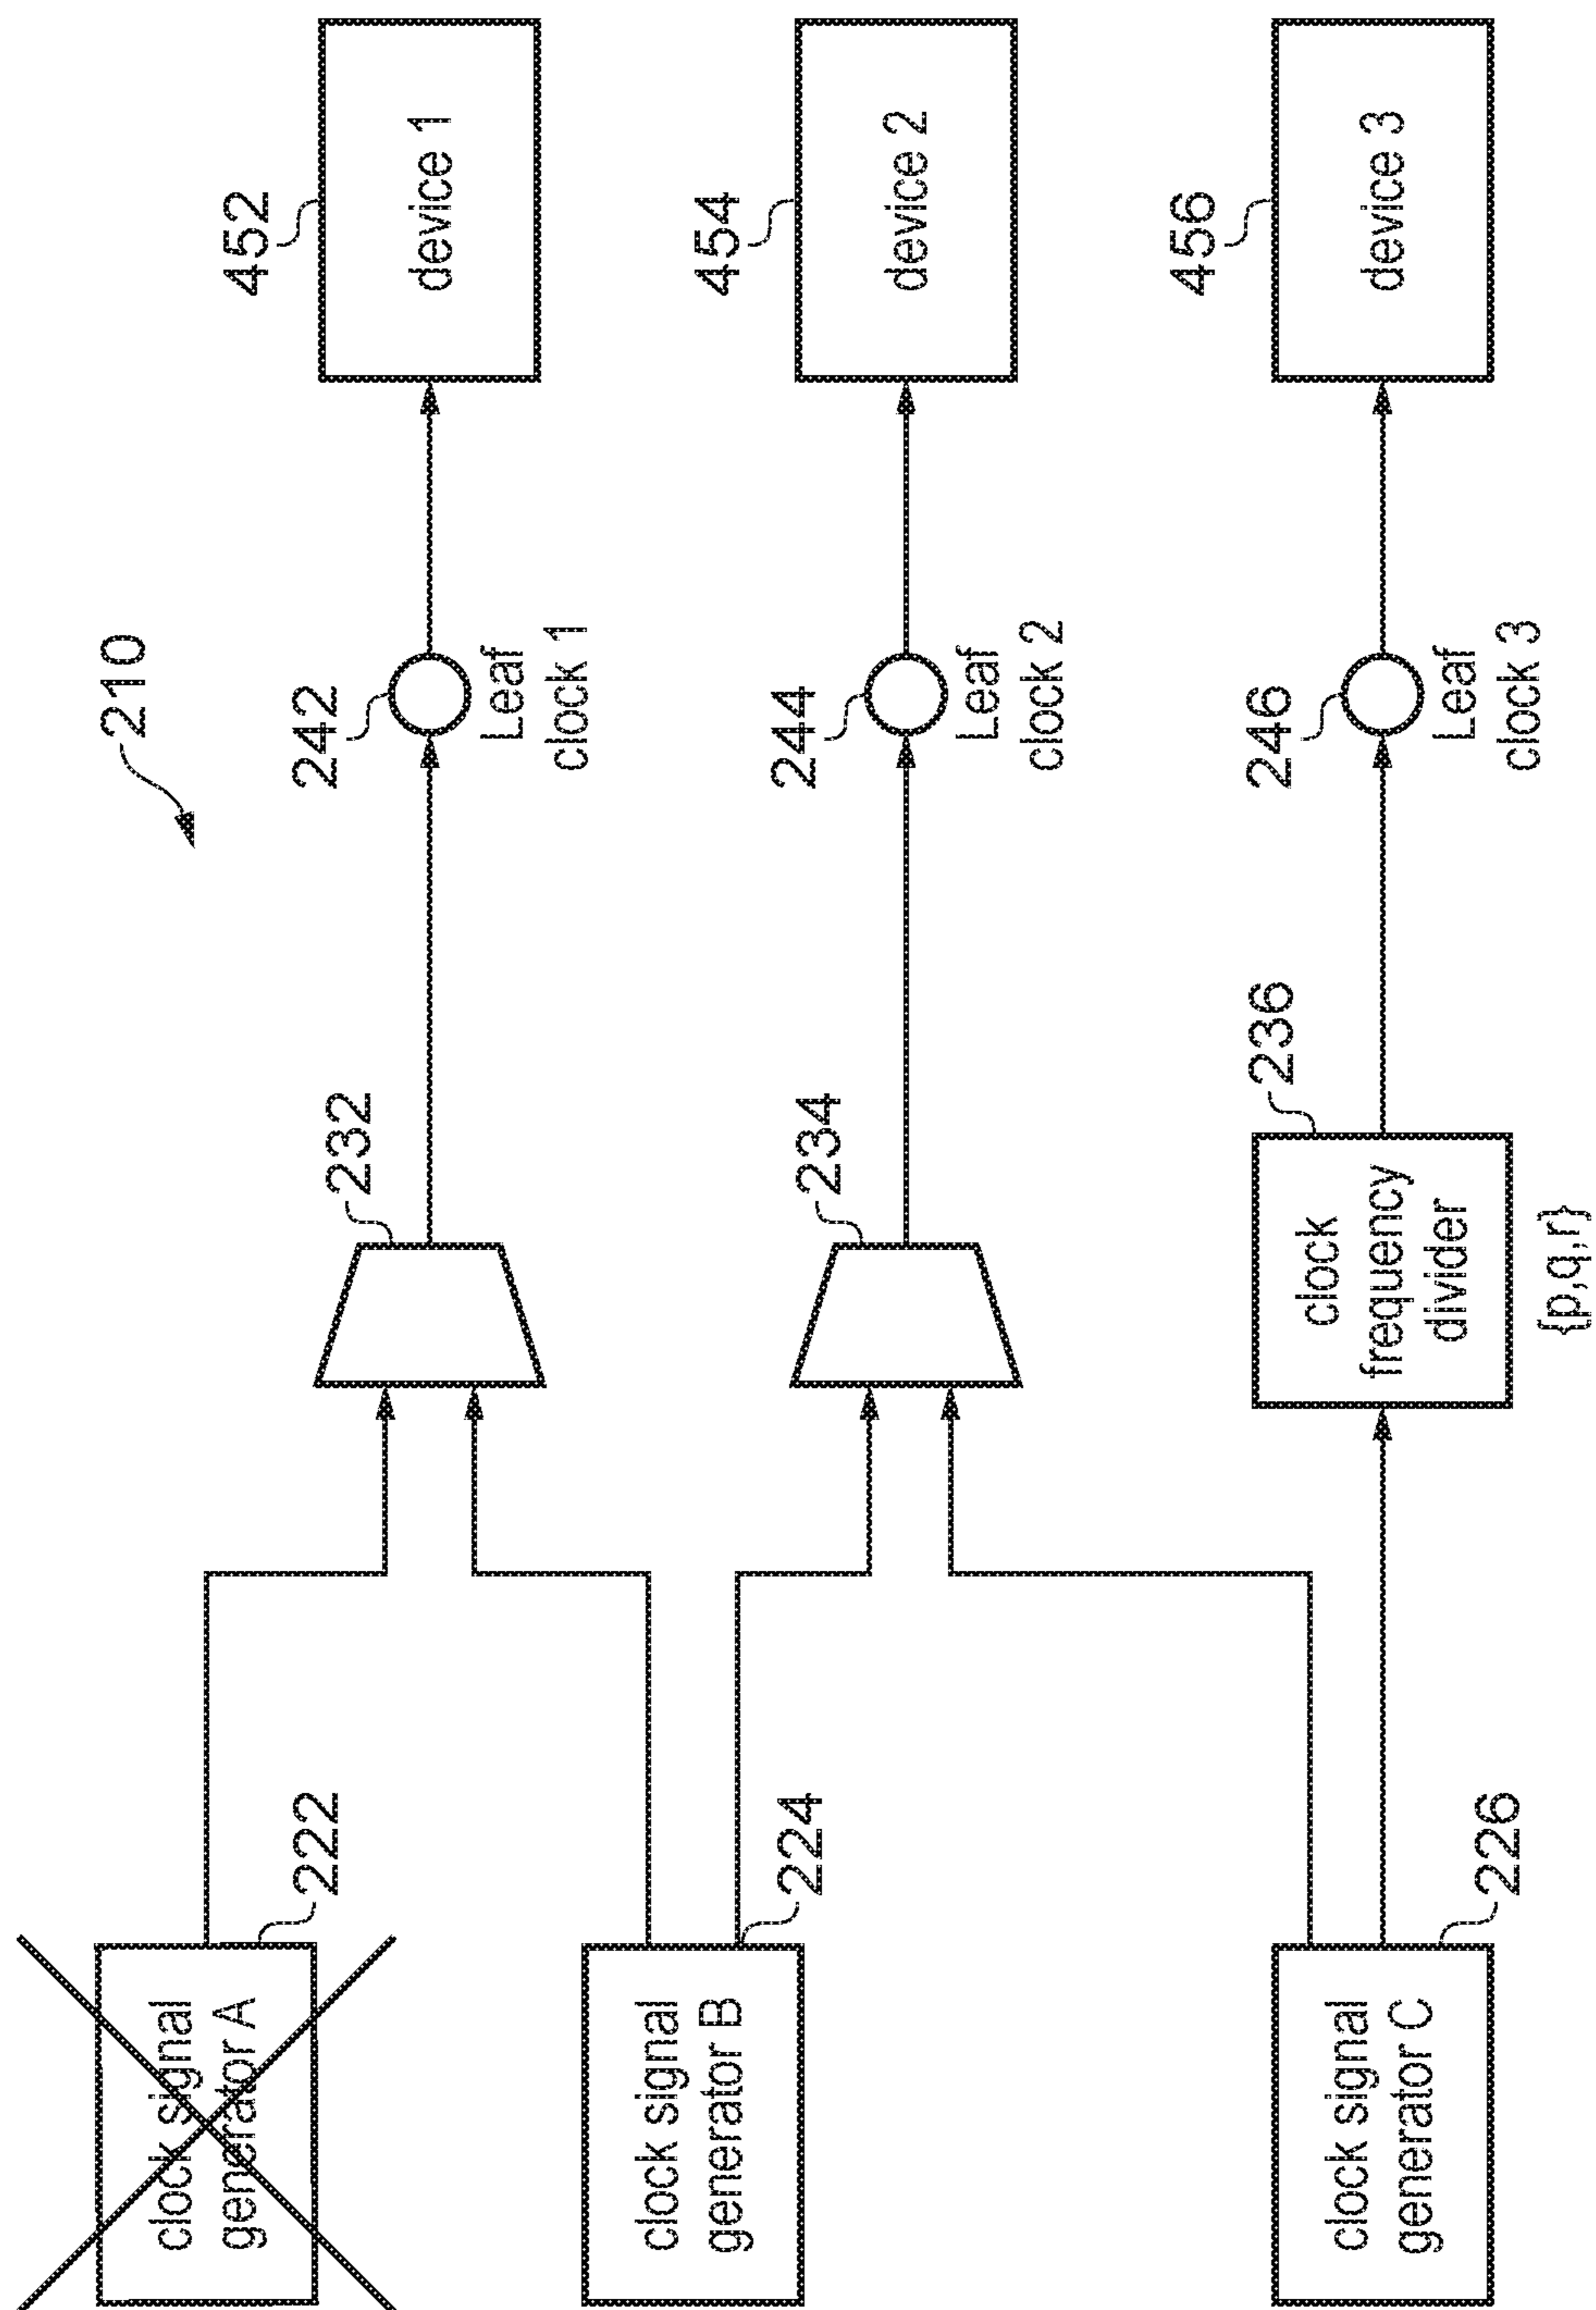 210
clock signal
generator A
222
232
242
Leaf
clock 1
452
device 1
clock signal
generator B
224
234
244
Leaf
clock 2
454
device 2
clock signal
generator C
226
clock
frequency
divider
236
{p,q,r}
246
Leaf
clock 3
456
device 3